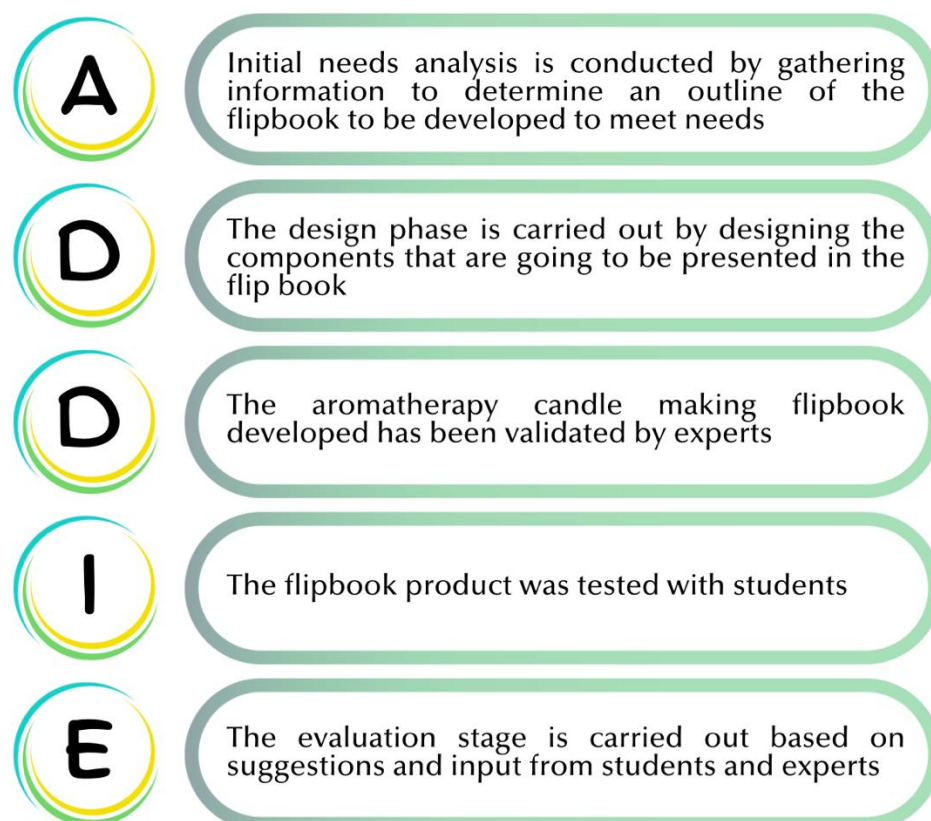 A
Initial needs analysis is conducted by gathering
information to determine an outline of the
flipbook to be developed to meet needs
D
The design phase is carried out by designing the
components that are going to be presented in the
flip book
D
The aromatherapy candle making flipbook
developed has been validated by experts
I
The flipbook product was tested with students
E
The evaluation stage is carried out based on
suggestions and input from students and experts